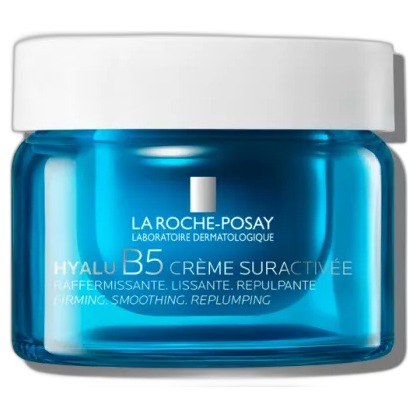 LA ROCHE-POSAY
LABORATOIRE DERMATOLOGIQUE
HYALU B5 CRÈME SURACTIVÉE
RAFFERMISSANTE. LISSANTE. REPULPANTE
FIRMING. SMOOTHING. REPLUMPING